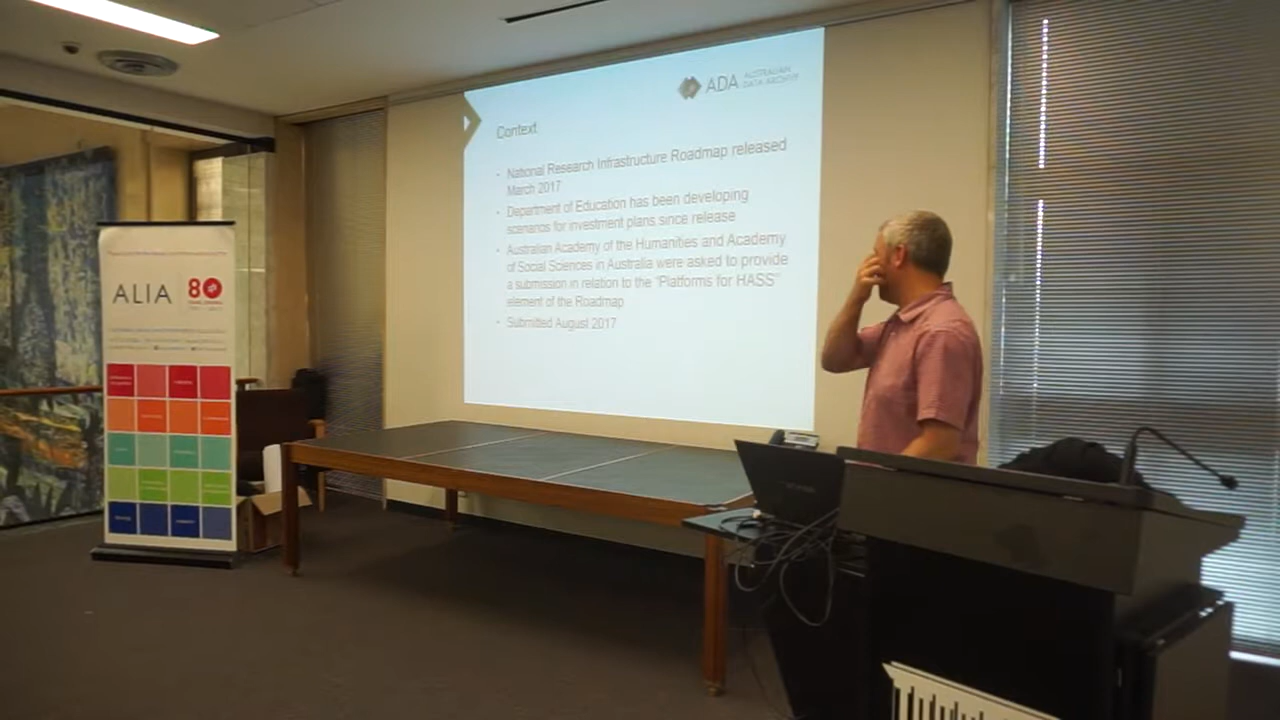 ADA AUSTRALIAN
DATA ARCHIVE
Context
• National Research Infrastructure Roadmap released
March 2017
• Department of Education has been developing
scenarios for investment plans since release
• Australian Academy of the Humanities and Academy
of Social Sciences in Australia were asked to provide
a submission in relation to the "Platforms for HASS"
element of the Roadmap
• Submitted August 2017
ALIA
80